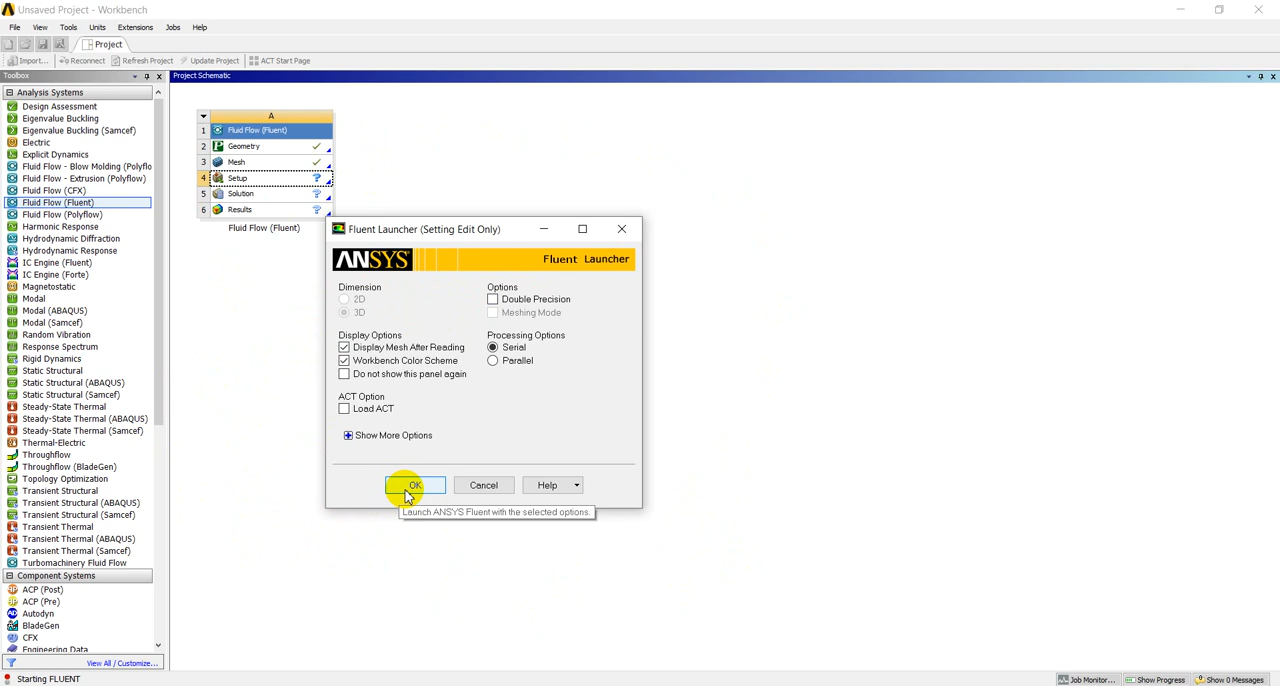 Unsaved Project - Workbench
File View Tools Units Extensions Jobs Help
Project
Import... Reconnect Refresh Project Update Project ACT Start Page
Toolbox
Project Schematic
Analysis Systems
Design Assessment
Eigenvalue Buckling
Eigenvalue Buckling (Samcef)
Electric
Explicit Dynamics
Fluid Flow - Blow Molding (Polyflo
Fluid Flow - Extrusion (Polyflow)
Fluid Flow (CFX)
Fluid Flow (Fluent)
Fluid Flow (Polyflow)
Harmonic Response
Hydrodynamic Diffraction
Hydrodynamic Response
IC Engine (Fluent)
IC Engine (Forte)
Magnetostatic
Modal
Modal (ABAQUS)
Modal (Samcef)
Random Vibration
Response Spectrum
Rigid Dynamics
Static Structural
Static Structural (ABAQUS)
Static Structural (Samcef)
Steady-State Thermal
Steady-State Thermal (ABAQUS)
Steady-State Thermal (Samcef)
Thermal-Electric
Throughflow
Throughflow (BladeGen)
Topology Optimization
Transient Structural
Transient Structural (ABAQUS)
Transient Structural (Samcef)
Transient Thermal
Transient Thermal (ABAQUS)
Transient Thermal (Samcef)
Turbomachinery Fluid Flow
Component Systems
ACP (Post)
ACP (Pre)
Autodyn
BladeGen
CFX
Engineering Data
View All / Customize...
A
1 Fluid Flow (Fluent)
2 Geometry
3 Mesh
4 Setup
5 Solution
6 Results
Fluid Flow (Fluent)
Fluent Launcher (Setting Edit Only)
ANSYS Fluent Launcher
Dimension
2D
3D
Options
Double Precision
Meshing Mode
Display Options
Display Mesh After Reading
Workbench Color Scheme
Do not show this panel again
Processing Options
Serial
Parallel
ACT Option
Load ACT
Show More Options
OK Cancel Help
Launch ANSYS Fluent with the selected options.
Starting FLUENT
Job Monitor... Show Progress Show 0 Messages